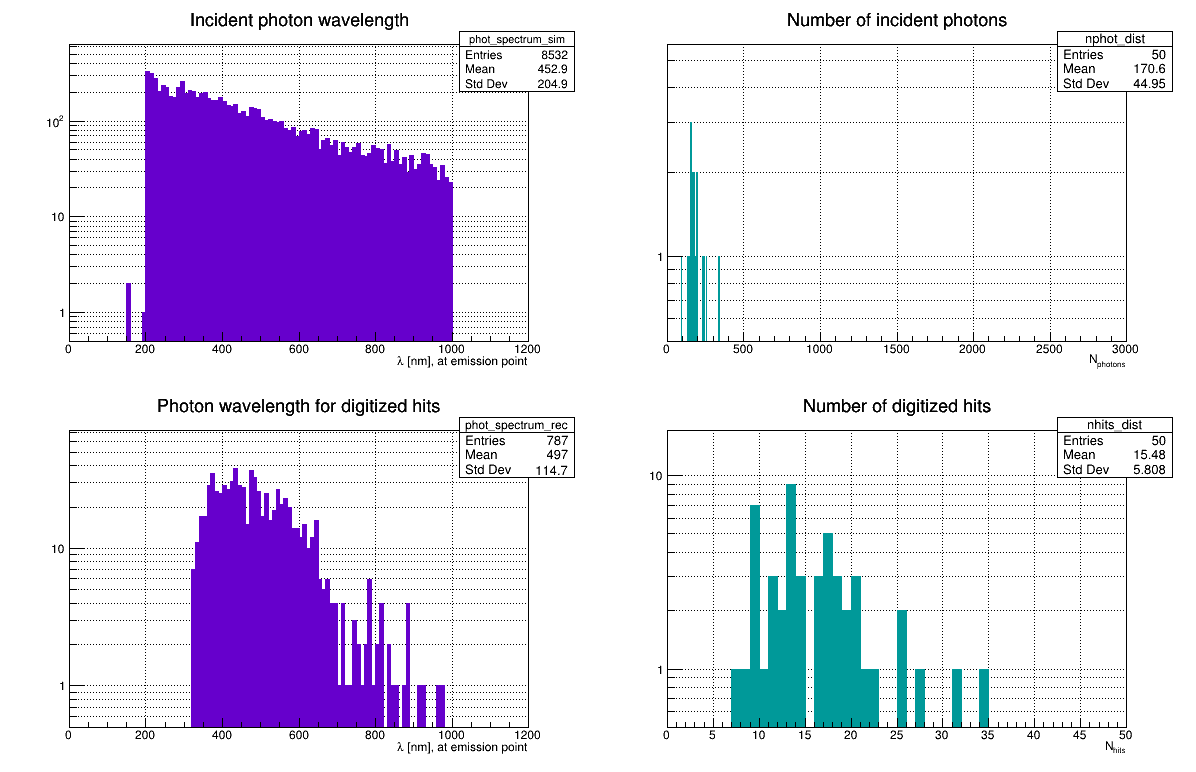 Incident photon wavelength
phot_spectrum_sim
Entries 8532
Mean 452.9
Std Dev 204.9
10²
10
1
0 200 400 600 800 1000 1200
λ [nm], at emission point
Number of incident photons
nphot_dist
Entries 50
Mean 170.6
Std Dev 44.95
1
0 500 1000 1500 2000 2500 3000
Nphotons
Photon wavelength for digitized hits
phot_spectrum_rec
Entries 787
Mean 497
Std Dev 114.7
10
1
0 200 400 600 800 1000 1200
λ [nm], at emission point
Number of digitized hits
nhits_dist
Entries 50
Mean 15.48
Std Dev 5.808
10
1
0 5 10 15 20 25 30 35 40 45 50
Nhits